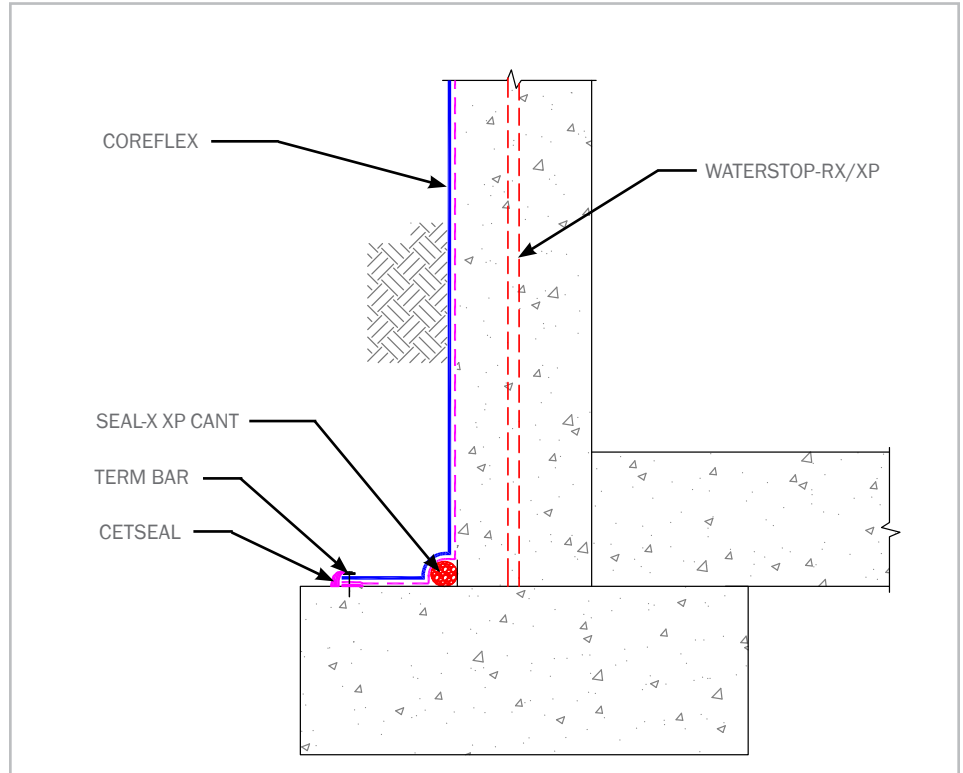 COREFLEX
WATERSTOP-RX/XP
SEAL-X XP CANT
TERM BAR
CETSEAL